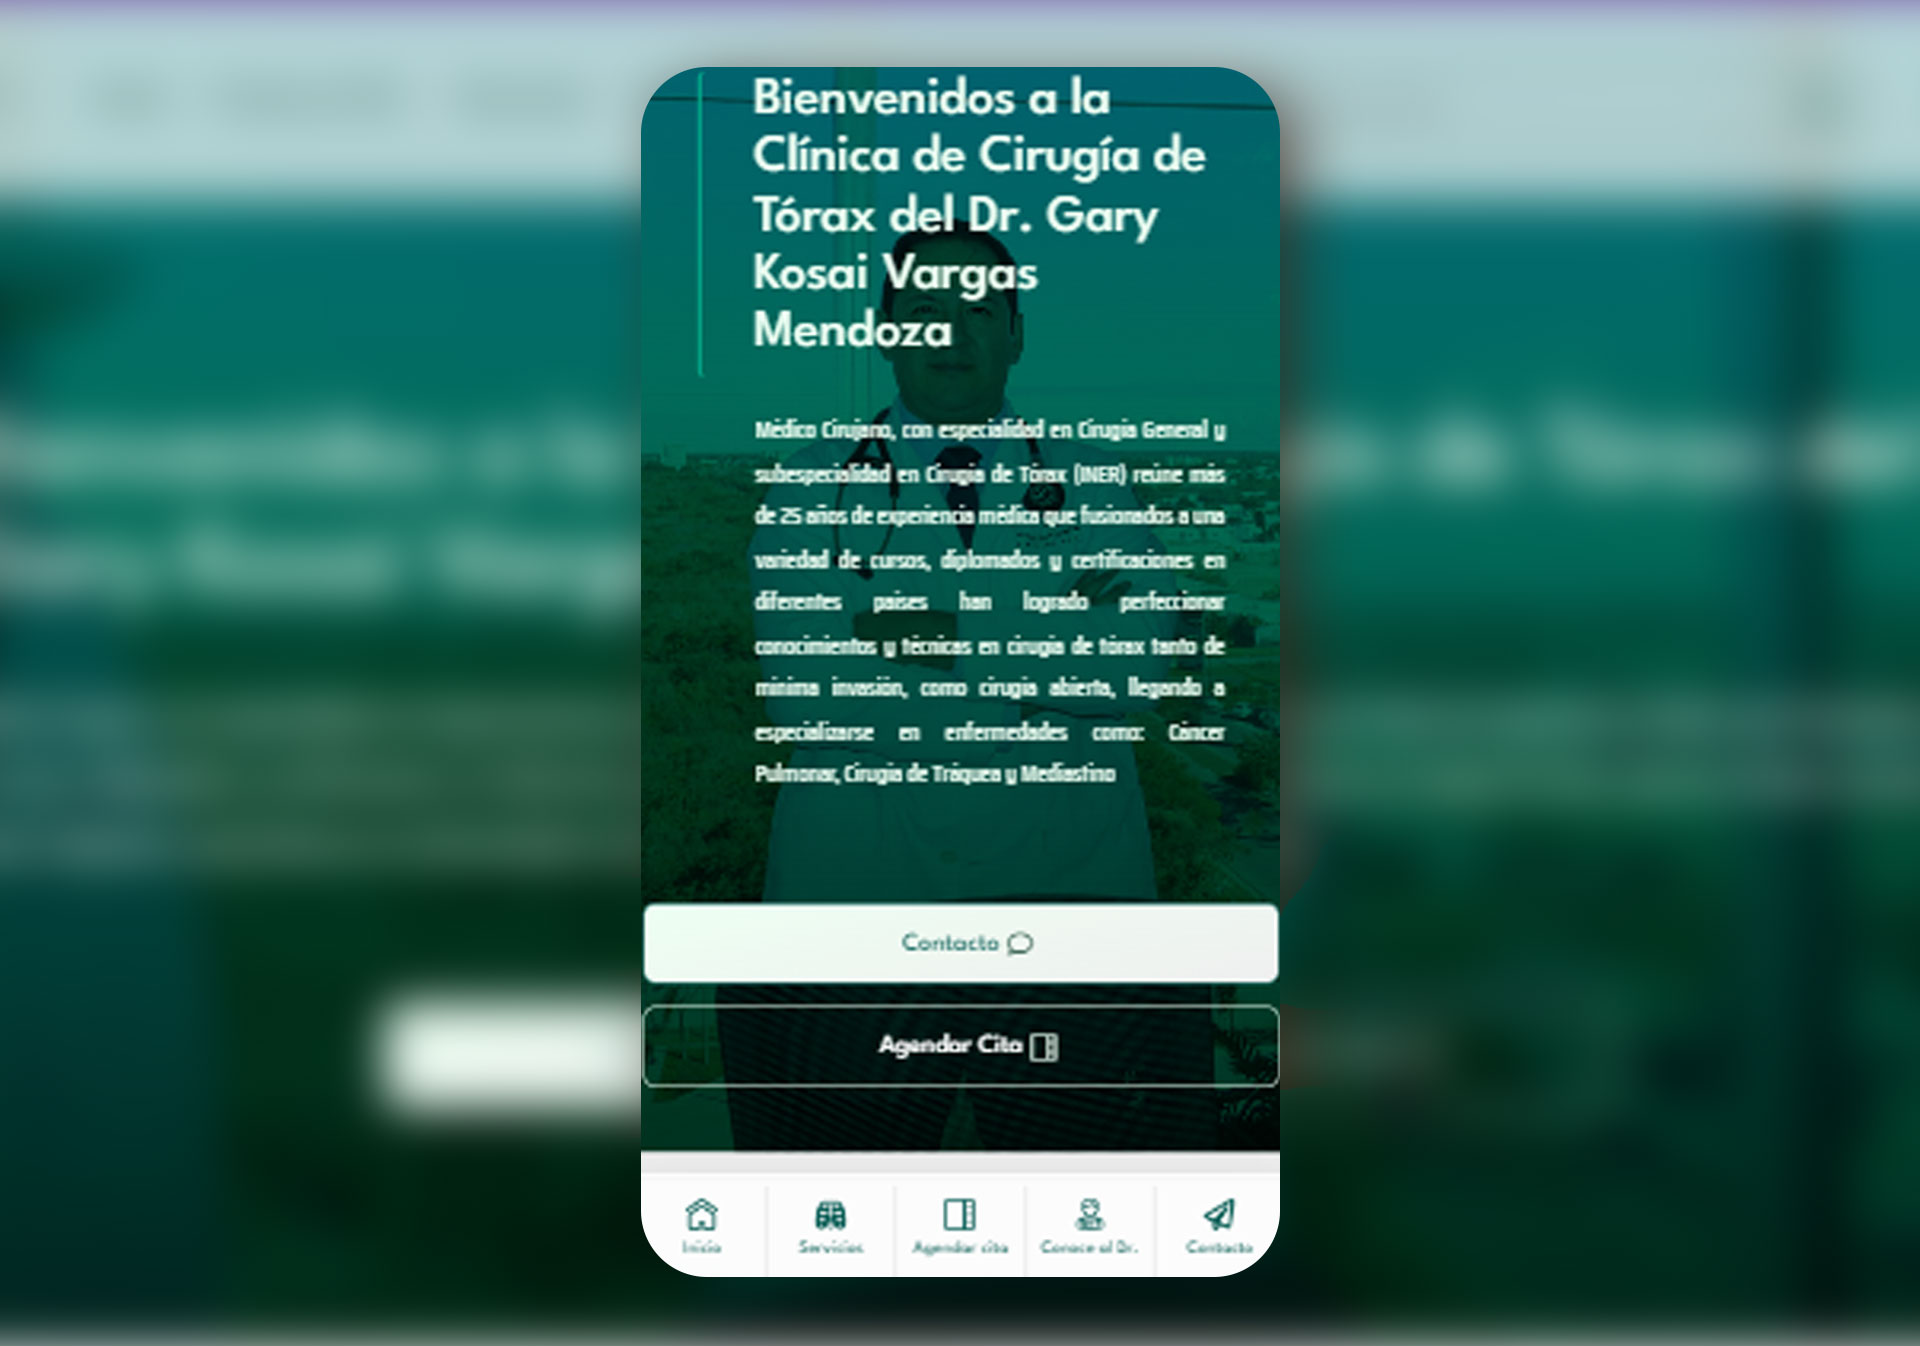 Bienvenidos a la
Clínica de Cirugía de
Tórax del Dr. Gary
Kosai Vargas
Mendoza
Médico Cirujano, con especialidad en Cirugía General y
subespecialidad en Cirugía de Tórax (INER) reúne más
de 25 años de experiencia médica que fusionados a una
variedad de cursos, diplomados y certificaciones en
diferentes países han logrado perfeccionar
conocimientos y técnicas en cirugía de tórax tanto de
mínima invasión, como cirugía abierta, llegando a
especializarse en enfermedades como: Cáncer
Pulmonar, Cirugía de Tráquea y Mediastino
Contacto
Agendar Cita
Inicio
Servicios
Agendar cita
Conoce al Dr.
Contacto